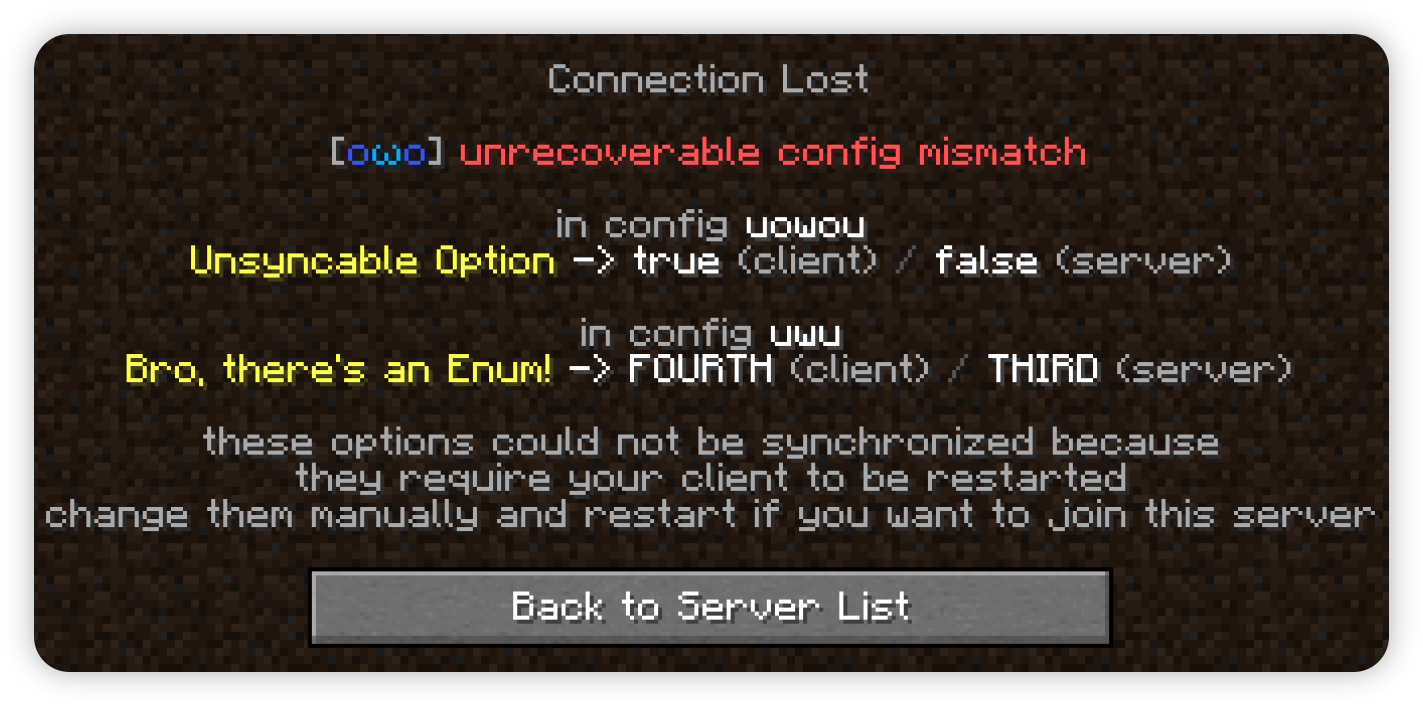 Connection Lost
[oωo] unrecoverable config mismatch
in config uowou
Unsyncable Option -> true (client) / false (server)
in config uwu
Bro, there's an Enum! -> FOURTH (client) / THIRD (server)
these options could not be synchronized because
they require your client to be restarted
change them manually and restart if you want to join this server
Back to Server List